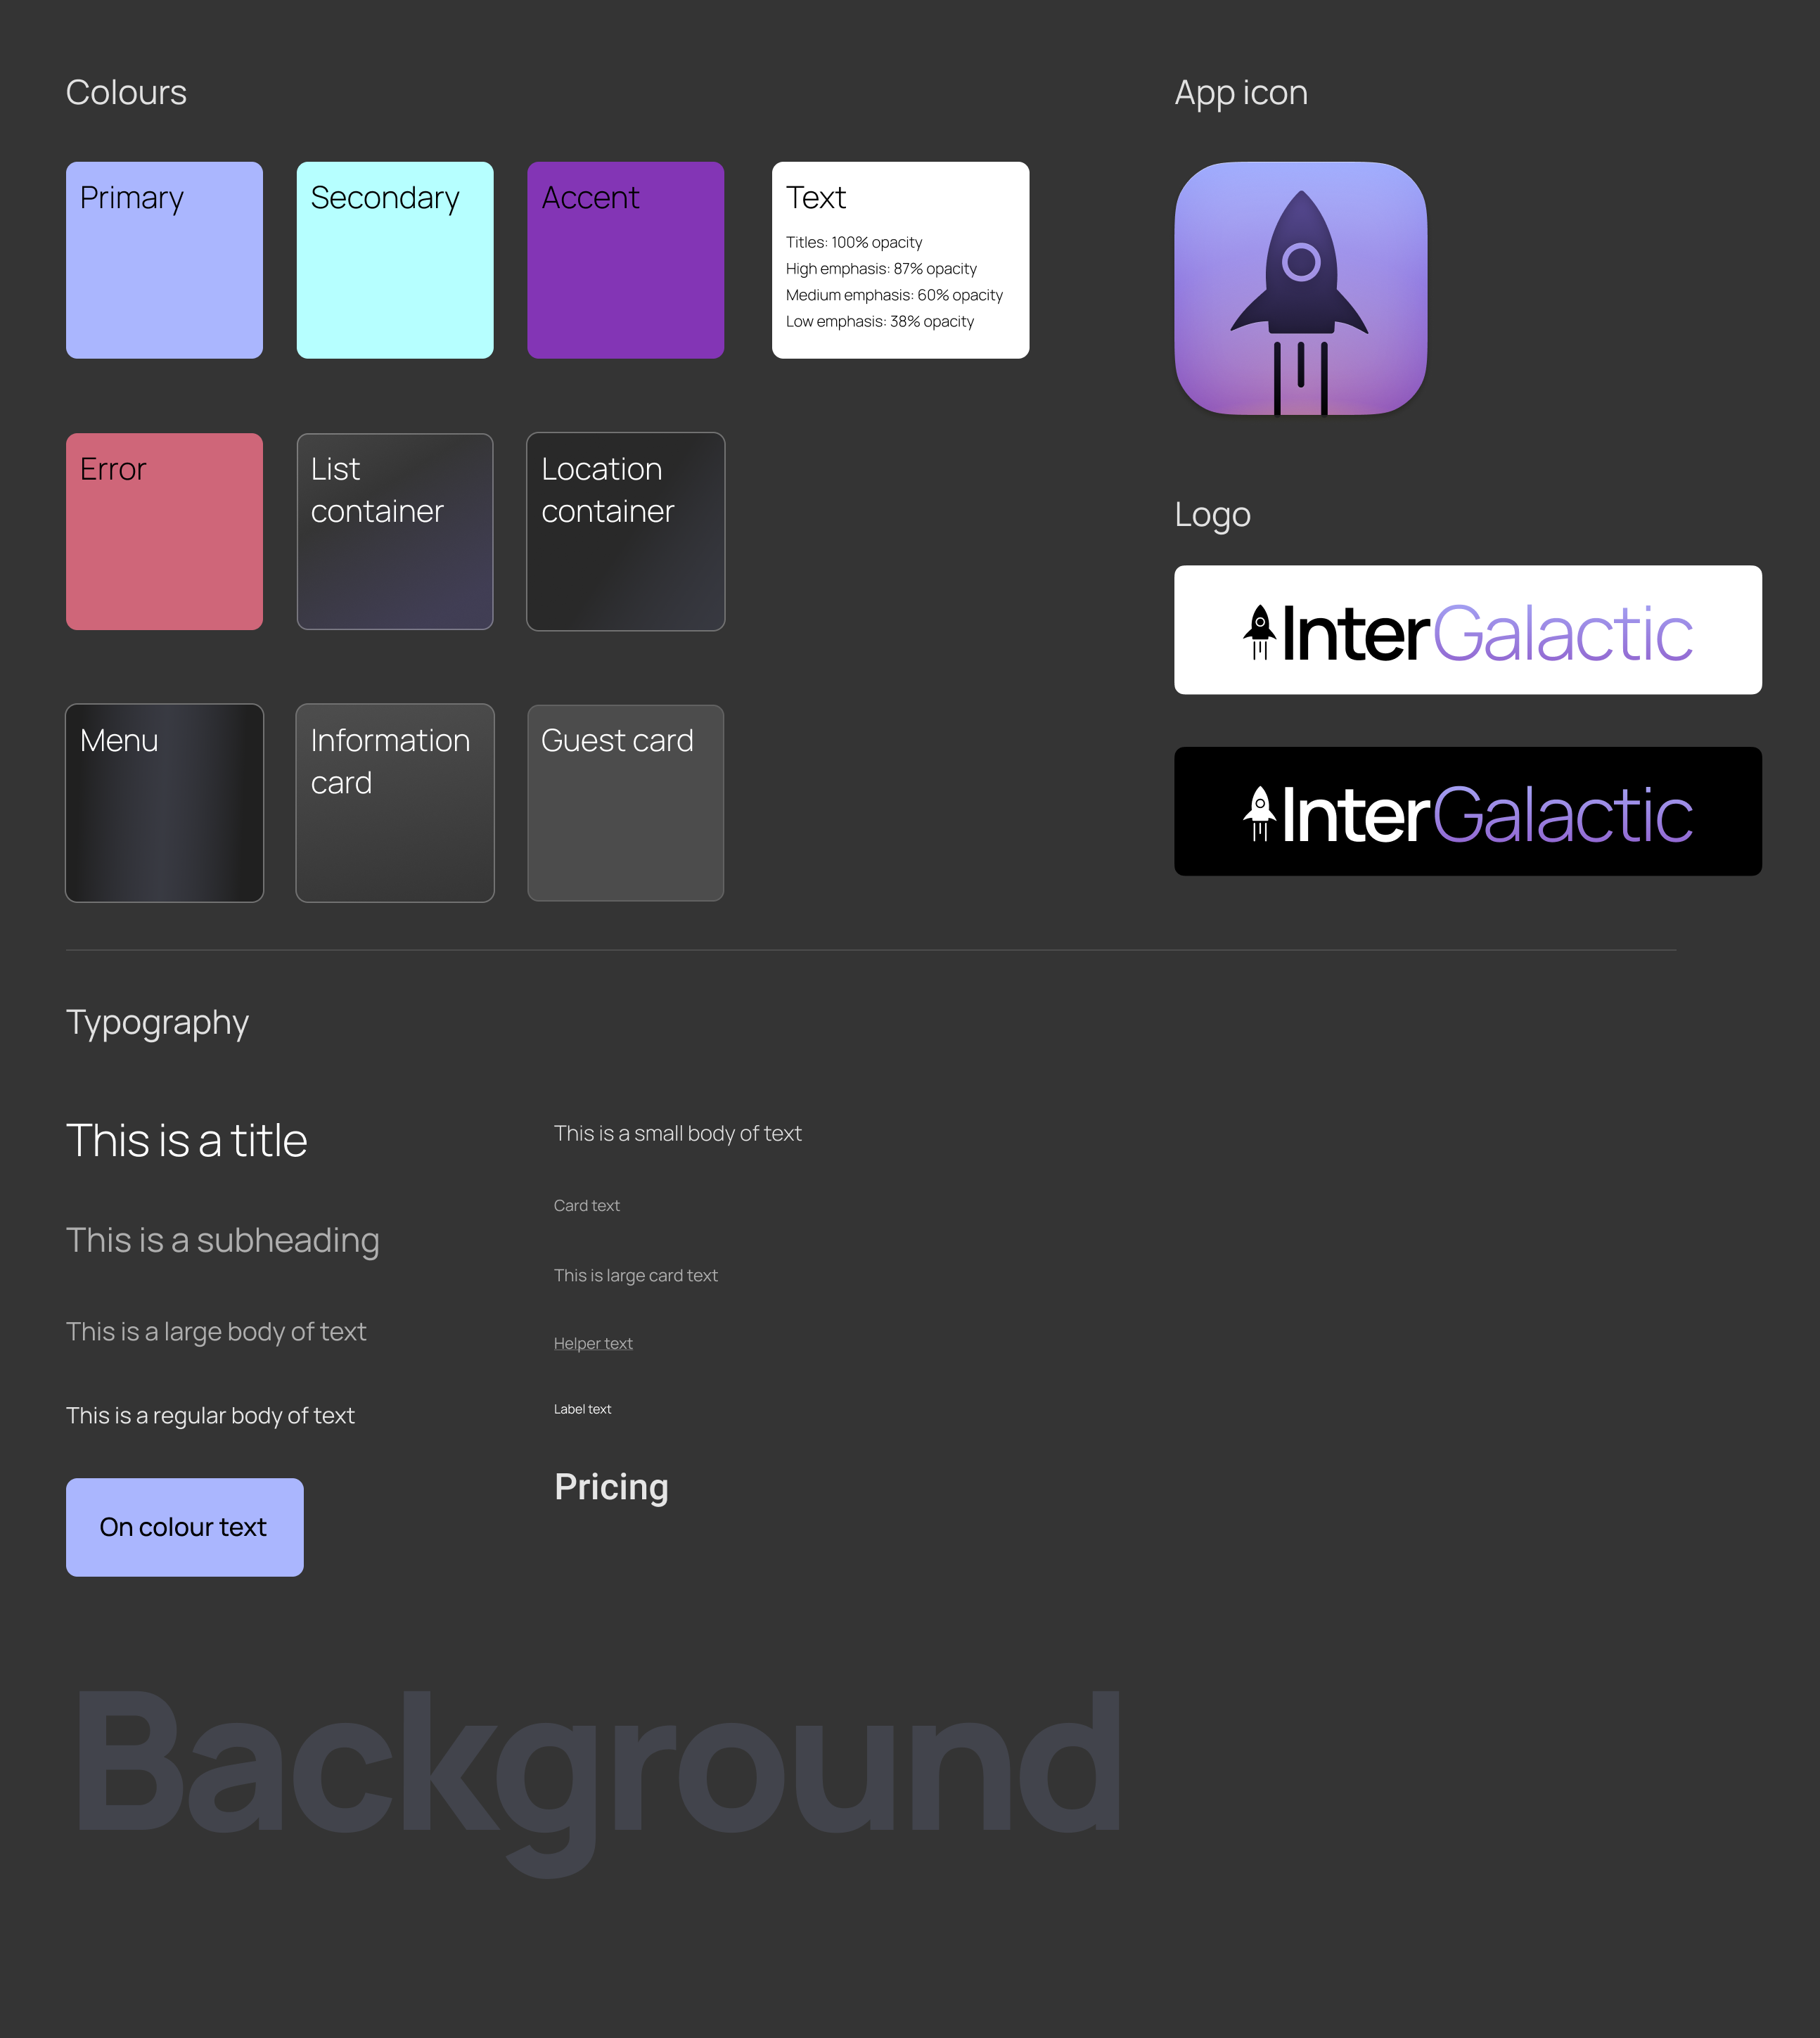 Colours
Primary
Secondary
Accent
Text
Titles: 100% opacity
High emphasis: 87% opacity
Medium emphasis: 60% opacity
Low emphasis: 38% opacity
Error
List
container
Location
container
Menu
Information
card
Guest card
App icon
Logo
InterGalactic
InterGalactic
Typography
This is a title
This is a subheading
This is a large body of text
This is a regular body of text
On colour text
This is a small body of text
Card text
This is large card text
Helper text
Label text
Pricing
Background